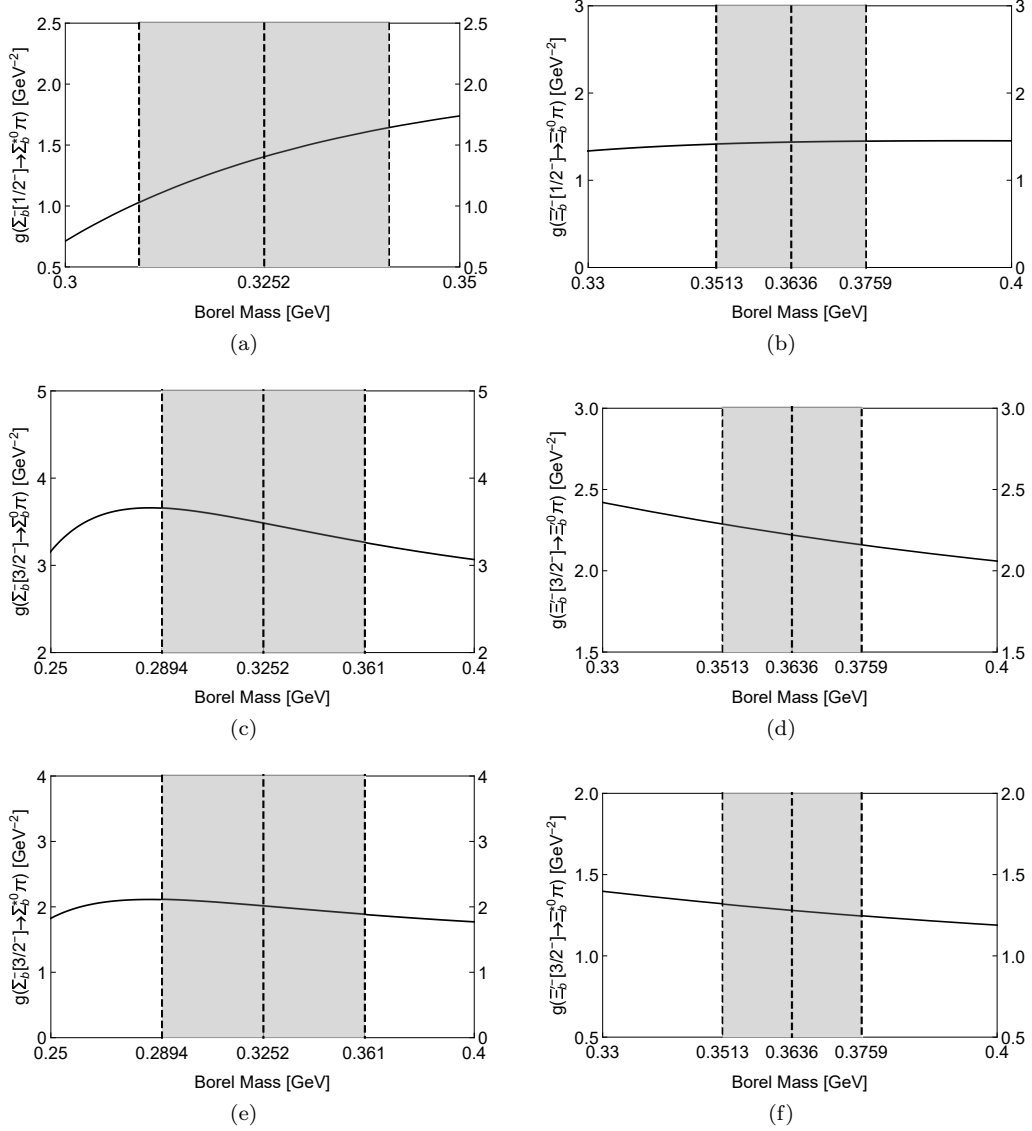 g(Σb⁻[1/2⁻]→Σb*⁰π) [GeV⁻²]
2.5 2.5
2.0 2.0
1.5 1.5
1.0 1.0
0.5 0.5
0.3 0.3252 0.35
Borel Mass [GeV]
(a)
g(Ξb′⁻[1/2⁻]→Ξb*⁰π) [GeV⁻²]
3 3
2 2
1 1
0 0
0.33 0.3513 0.3636 0.3759 0.4
Borel Mass [GeV]
(b)
g(Σb⁻[3/2⁻]→Σb⁰π) [GeV⁻²]
5 5
4 4
3 3
2 2
0.25 0.2894 0.3252 0.361 0.4
Borel Mass [GeV]
(c)
g(Ξb′⁻[3/2⁻]→Ξb′⁰π) [GeV⁻²]
3.0 3.0
2.5 2.5
2.0 2.0
1.5 1.5
0.33 0.3513 0.3636 0.3759 0.4
Borel Mass [GeV]
(d)
g(Σb⁻[3/2⁻]→Σb*⁰π) [GeV⁻²]
4 4
3 3
2 2
1 1
0 0
0.25 0.2894 0.3252 0.361 0.4
Borel Mass [GeV]
(e)
g(Ξb′⁻[3/2⁻]→Ξb*⁰π) [GeV⁻²]
2.0 2.0
1.5 1.5
1.0 1.0
0.5 0.5
0.33 0.3513 0.3636 0.3759 0.4
Borel Mass [GeV]
(f)